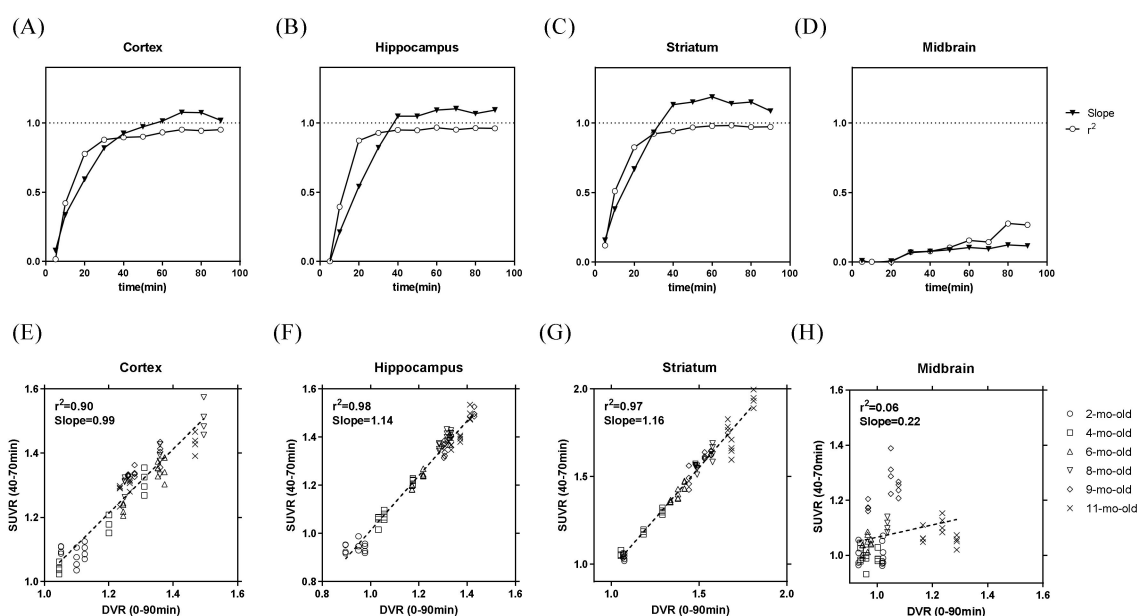 (A)
Cortex
1.0
0.5
0.0
0 20 40 60 80 100
time(min)
(B)
Hippocampus
1.0
0.5
0.0
0 20 40 60 80 100
time(min)
(C)
Striatum
1.0
0.5
0.0
0 20 40 60 80 100
time(min)
(D)
Midbrain
1.0
0.5
0.0
0 20 40 60 80 100
time(min)
Slope
r²
(E)
Cortex
r²=0.90
Slope=0.99
SUVR (40-70min)
1.6
1.4
1.2
1.0
1.0 1.2 1.4 1.6
DVR (0-90min)
(F)
Hippocampus
r²=0.98
Slope=1.14
SUVR (40-70min)
1.6
1.4
1.2
1.0
0.8
0.8 1.0 1.2 1.4 1.6
DVR (0-90min)
(G)
Striatum
r²=0.97
Slope=1.16
SUVR (40-70min)
2.0
1.5
1.0
1.0 1.5 2.0
DVR (0-90min)
(H)
Midbrain
r²=0.06
Slope=0.22
SUVR (40-70min)
1.6
1.4
1.2
1.0
1.0 1.2 1.4 1.6
DVR (0-90min)
2-mo-old
4-mo-old
6-mo-old
8-mo-old
9-mo-old
11-mo-old